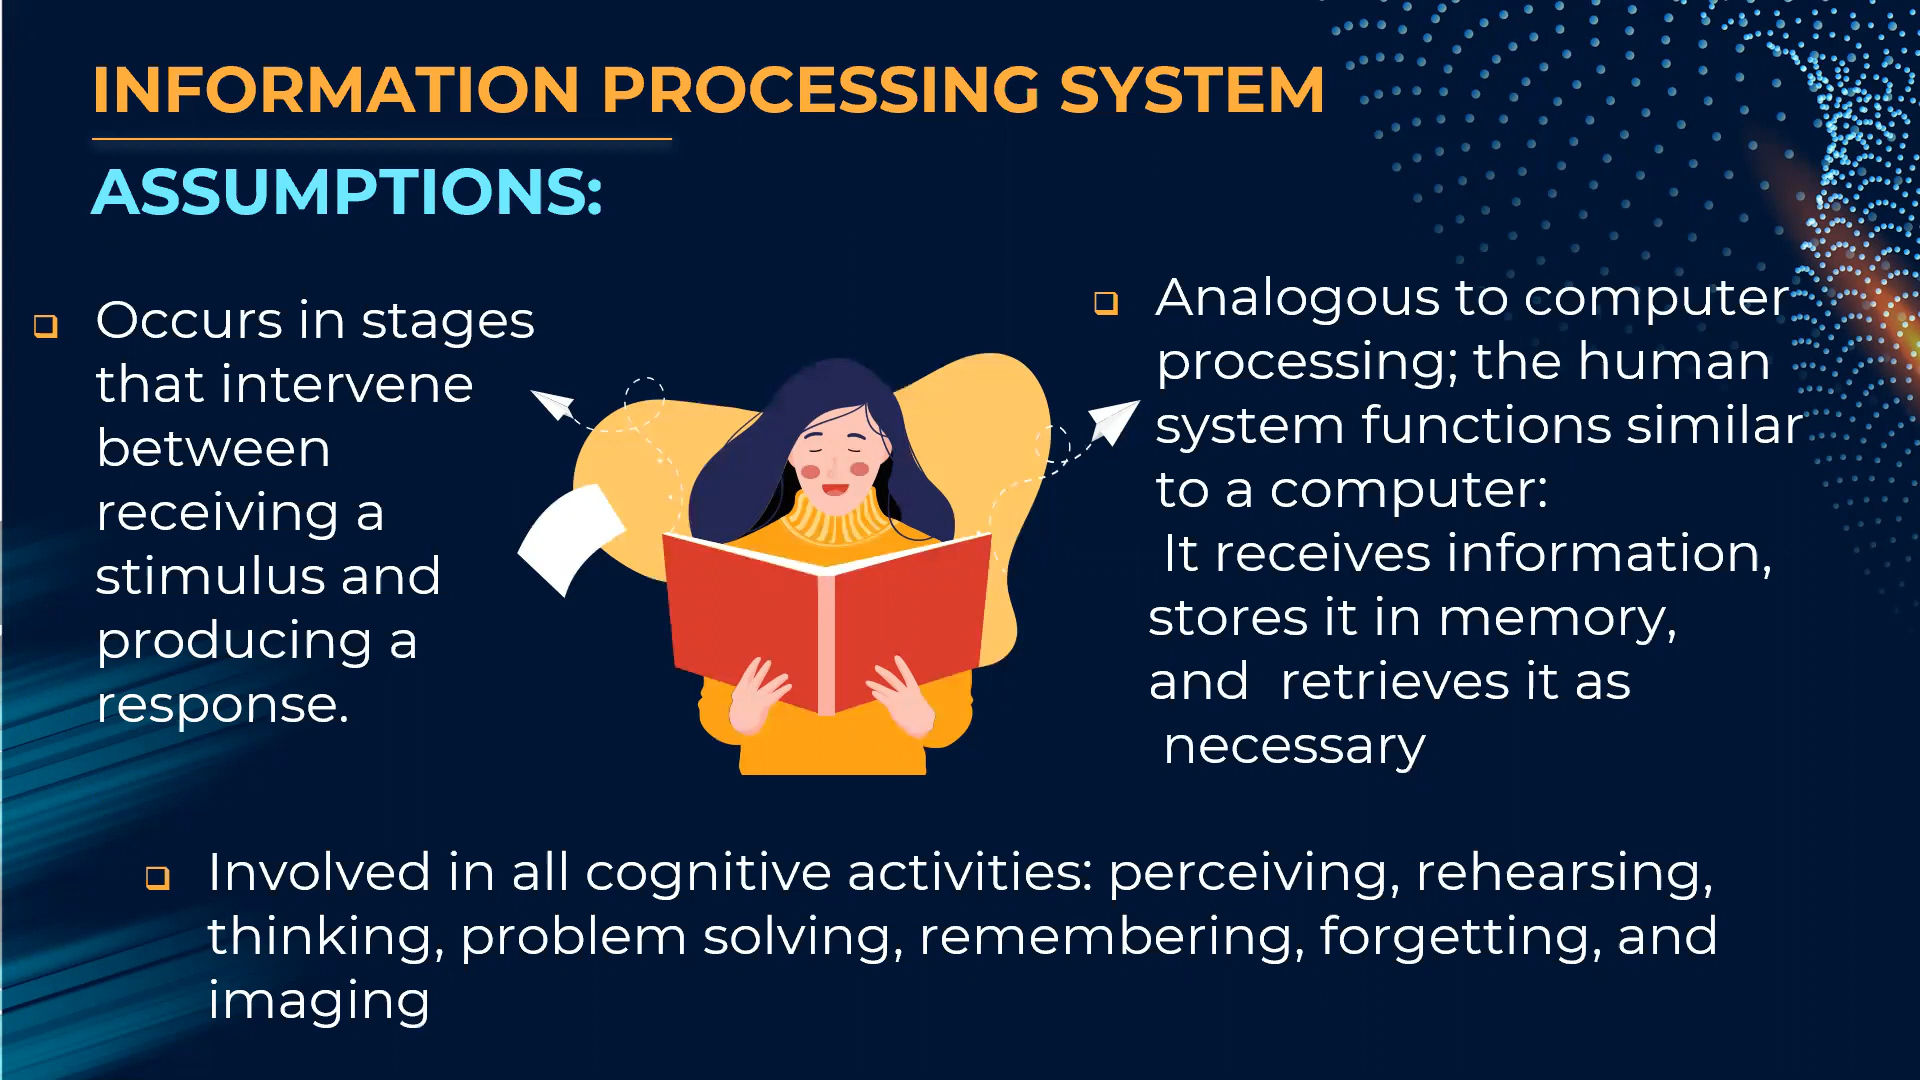 INFORMATION PROCESSING SYSTEM
ASSUMPTIONS:
Occurs in stages
that intervene
between
receiving a
stimulus and
producing a
response.
Analogous to computer
processing; the human
system functions similar
to a computer:
It receives information,
stores it in memory,
and retrieves it as
necessary
Involved in all cognitive activities: perceiving, rehearsing,
thinking, problem solving, remembering, forgetting, and
imaging